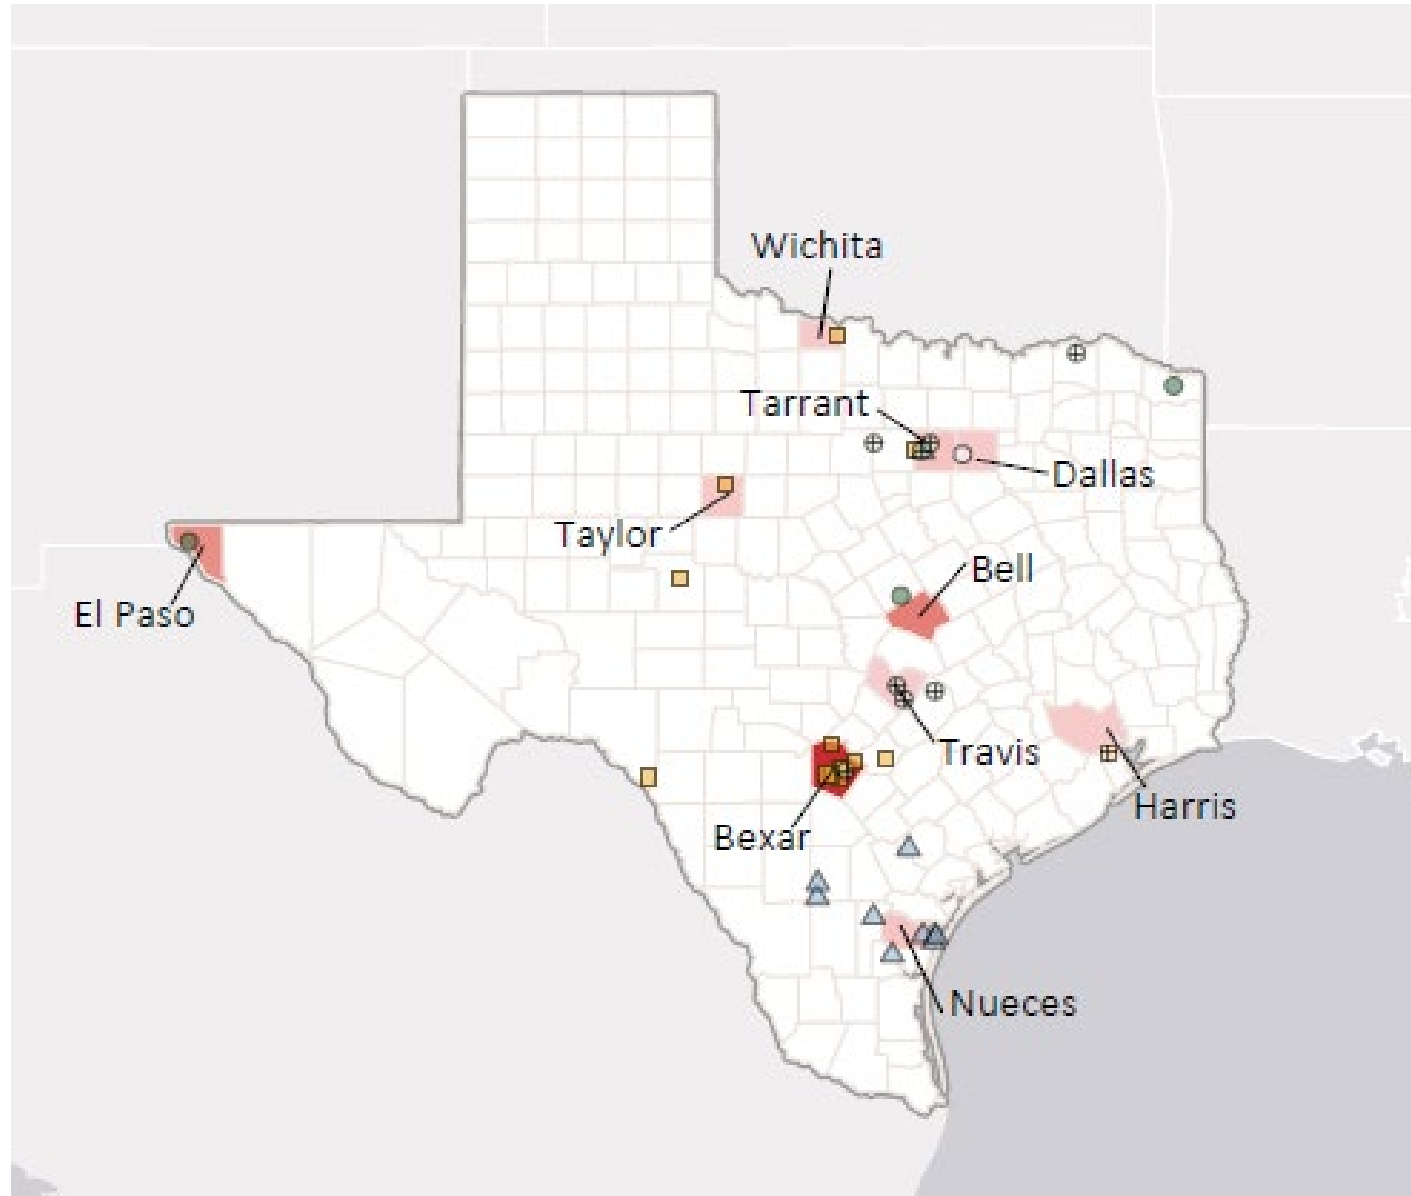 Wichita
Tarrant
Dallas
Taylor
Bell
El Paso
Travis
Harris
Bexar
Nueces